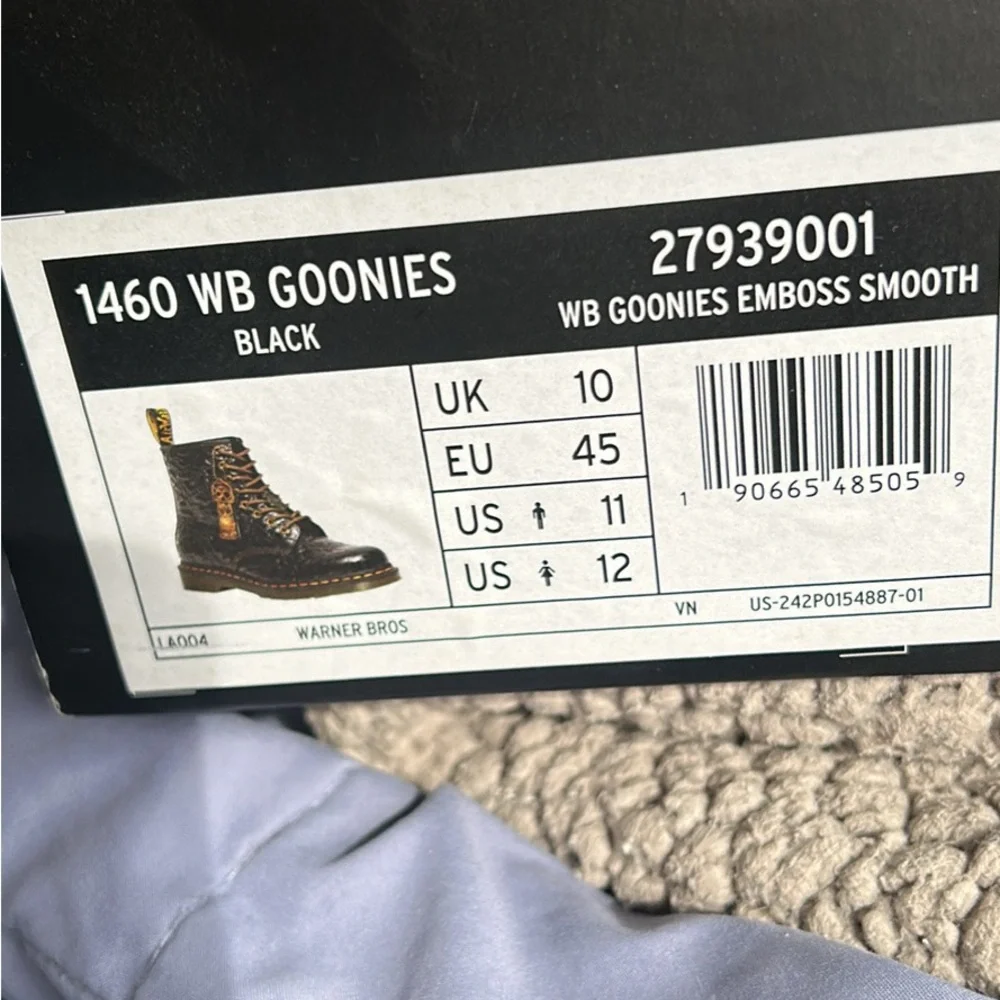 1460 WB GOONIES
BLACK
27939001
WB GOONIES EMBOSS SMOOTH
UK 10
EU 45
US 11
US 12
1 90665 48505 9
VN US-242P0154887-01
LA004 WARNER BROS